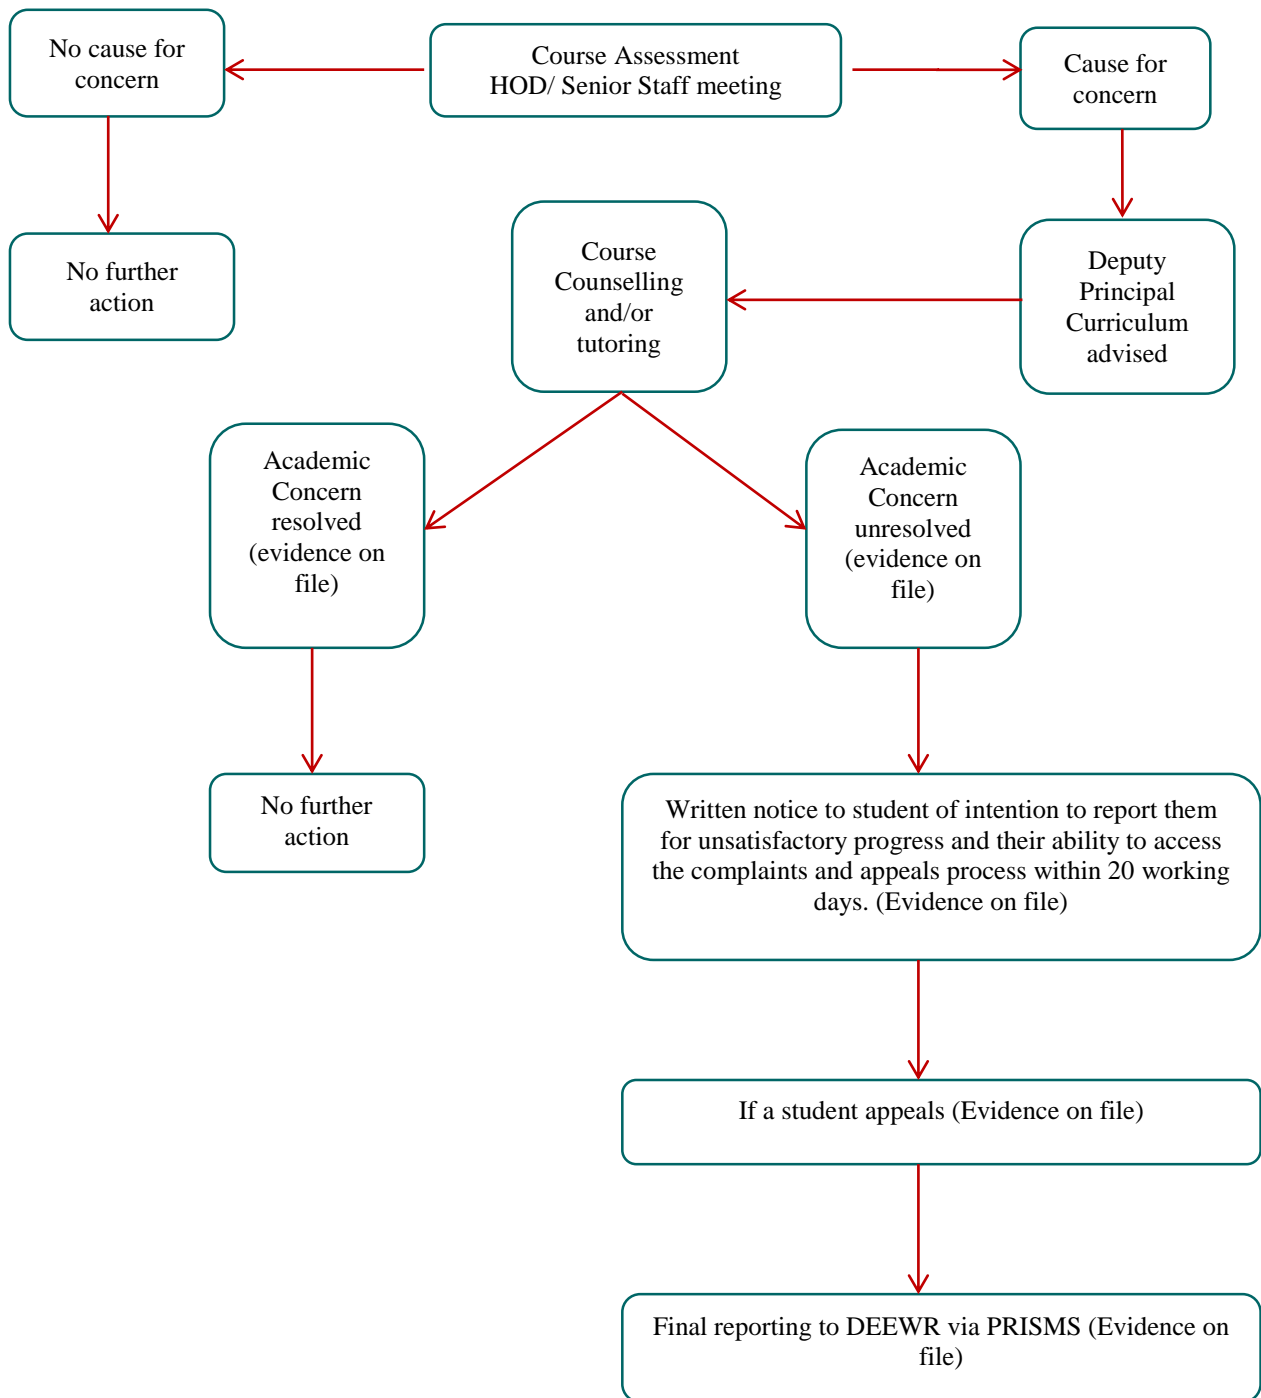 No cause for
concern
Course Assessment
HOD/ Senior Staff meeting
Cause for
concern
No further
action
Course
Counselling
and/or
tutoring
Deputy
Principal
Curriculum
advised
Academic
Concern
resolved
(evidence on
file)
Academic
Concern
unresolved
(evidence on
file)
No further
action
Written notice to student of intention to report them
for unsatisfactory progress and their ability to access
the complaints and appeals process within 20 working
days. (Evidence on file)
If a student appeals (Evidence on file)
Final reporting to DEEWR via PRISMS (Evidence on
file)